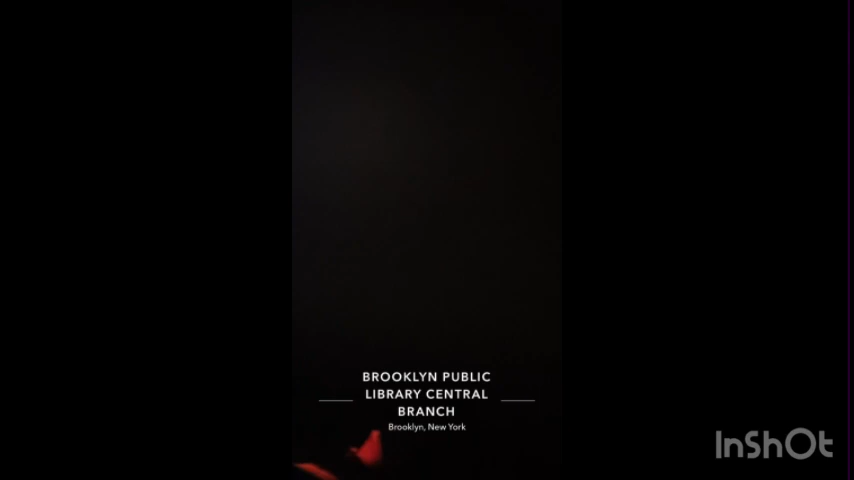 BROOKLYN PUBLIC
LIBRARY CENTRAL
BRANCH
Brooklyn, New York
InShOt